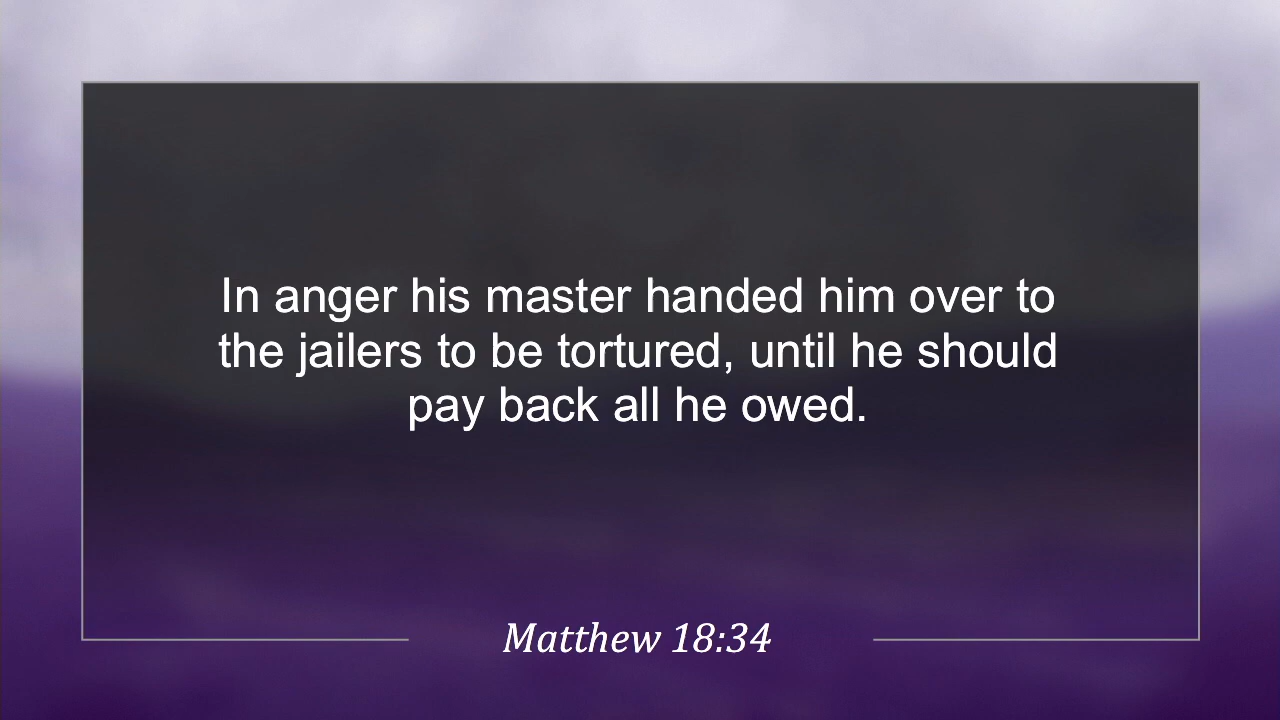 In anger his master handed him over to
the jailers to be tortured, until he should
pay back all he owed.
Matthew 18:34